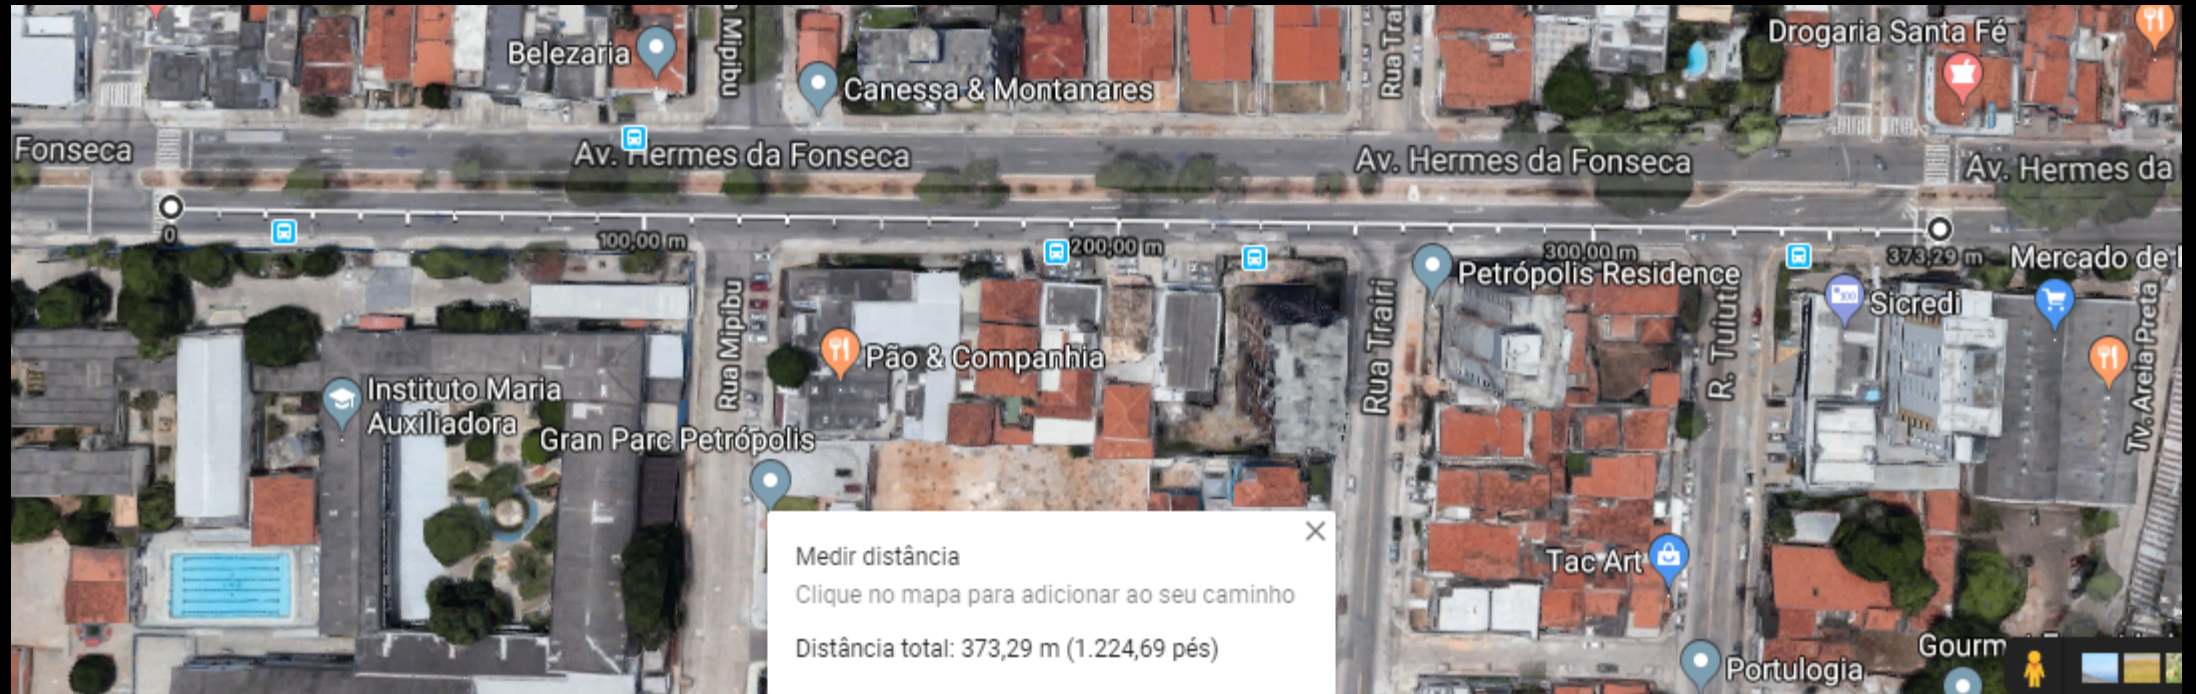 Drogaria Santa Fé
Belezaria
Mipibu
Rua Trai
Canessa & Montanares
Fonseca
Av. Hermes da Fonseca
Av. Hermes da Fonseca
Av. Hermes da
0
100,00 m
200,00 m
300,00 m
373,29 m
Mercado de
Petrópolis Residence
Sicredi
Rua Mipibu
Rua Trairi
R. Tuiuti
Tv. Areia Preta
Pão & Companhia
Instituto Maria
Auxiliadora
Gran Parc Petrópolis
Medir distância
Clique no mapa para adicionar ao seu caminho
Distância total: 373,29 m (1.224,69 pés)
Tac Art
Portulogia
Gourm